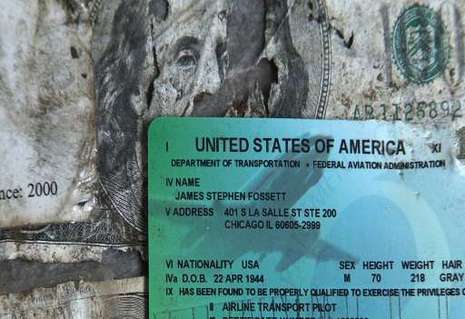 AB 1126892
nce: 2000
I UNITED STATES OF AMERICA XI
DEPARTMENT OF TRANSPORTATION • FEDERAL AVIATION ADMINISTRATION
IV NAME
JAMES STEPHEN FOSSETT
V ADDRESS 401 S LA SALLE ST STE 200
CHICAGO IL 60605-2999
VI NATIONALITY USA SEX HEIGHT WEIGHT HAIR
IVa D.O.B. 22 APR 1944 M 70 218 GRAY
IX HAS BEEN FOUND TO BE PROPERLY QUALIFIED TO EXERCISE THE PRIVILEGES O
II AIRLINE TRANSPORT PILOT